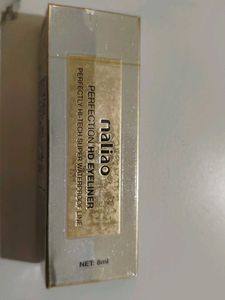 naliao
PERFECTION HD EYELINER
PERFECTLY HI-TECH SUPER WATERPROOF LINE
NET: 8ml